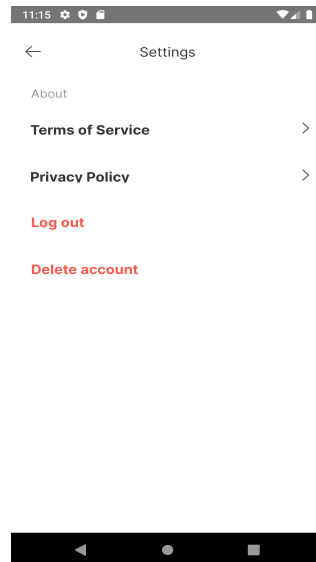 11:15
Settings
About
Terms of Service
Privacy Policy
Log out
Delete account